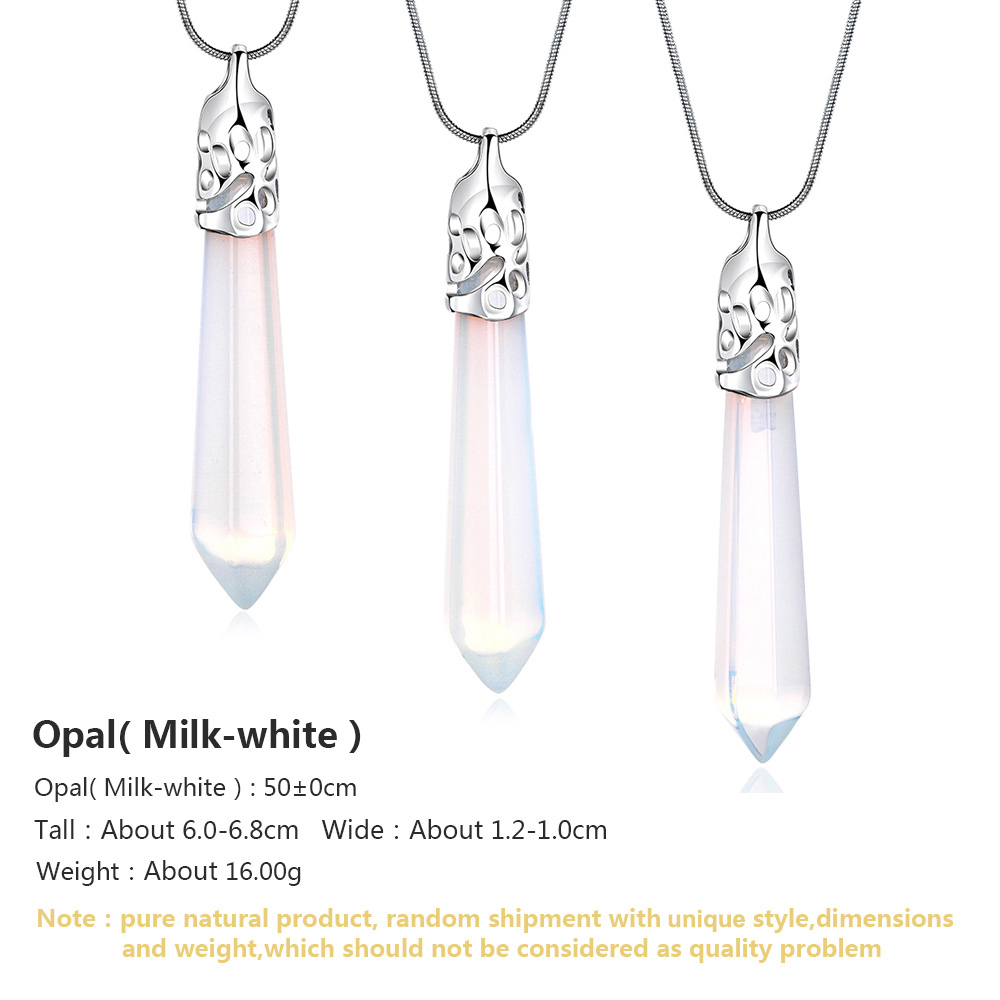 Opal( Milk-white )
Opal( Milk-white ) : 50±0cm
Tall : About 6.0-6.8cm Wide : About 1.2-1.0cm
Weight : About 16.00g
Note : pure natural product, random shipment with unique style,dimensions
and weight,which should not be considered as quality problem